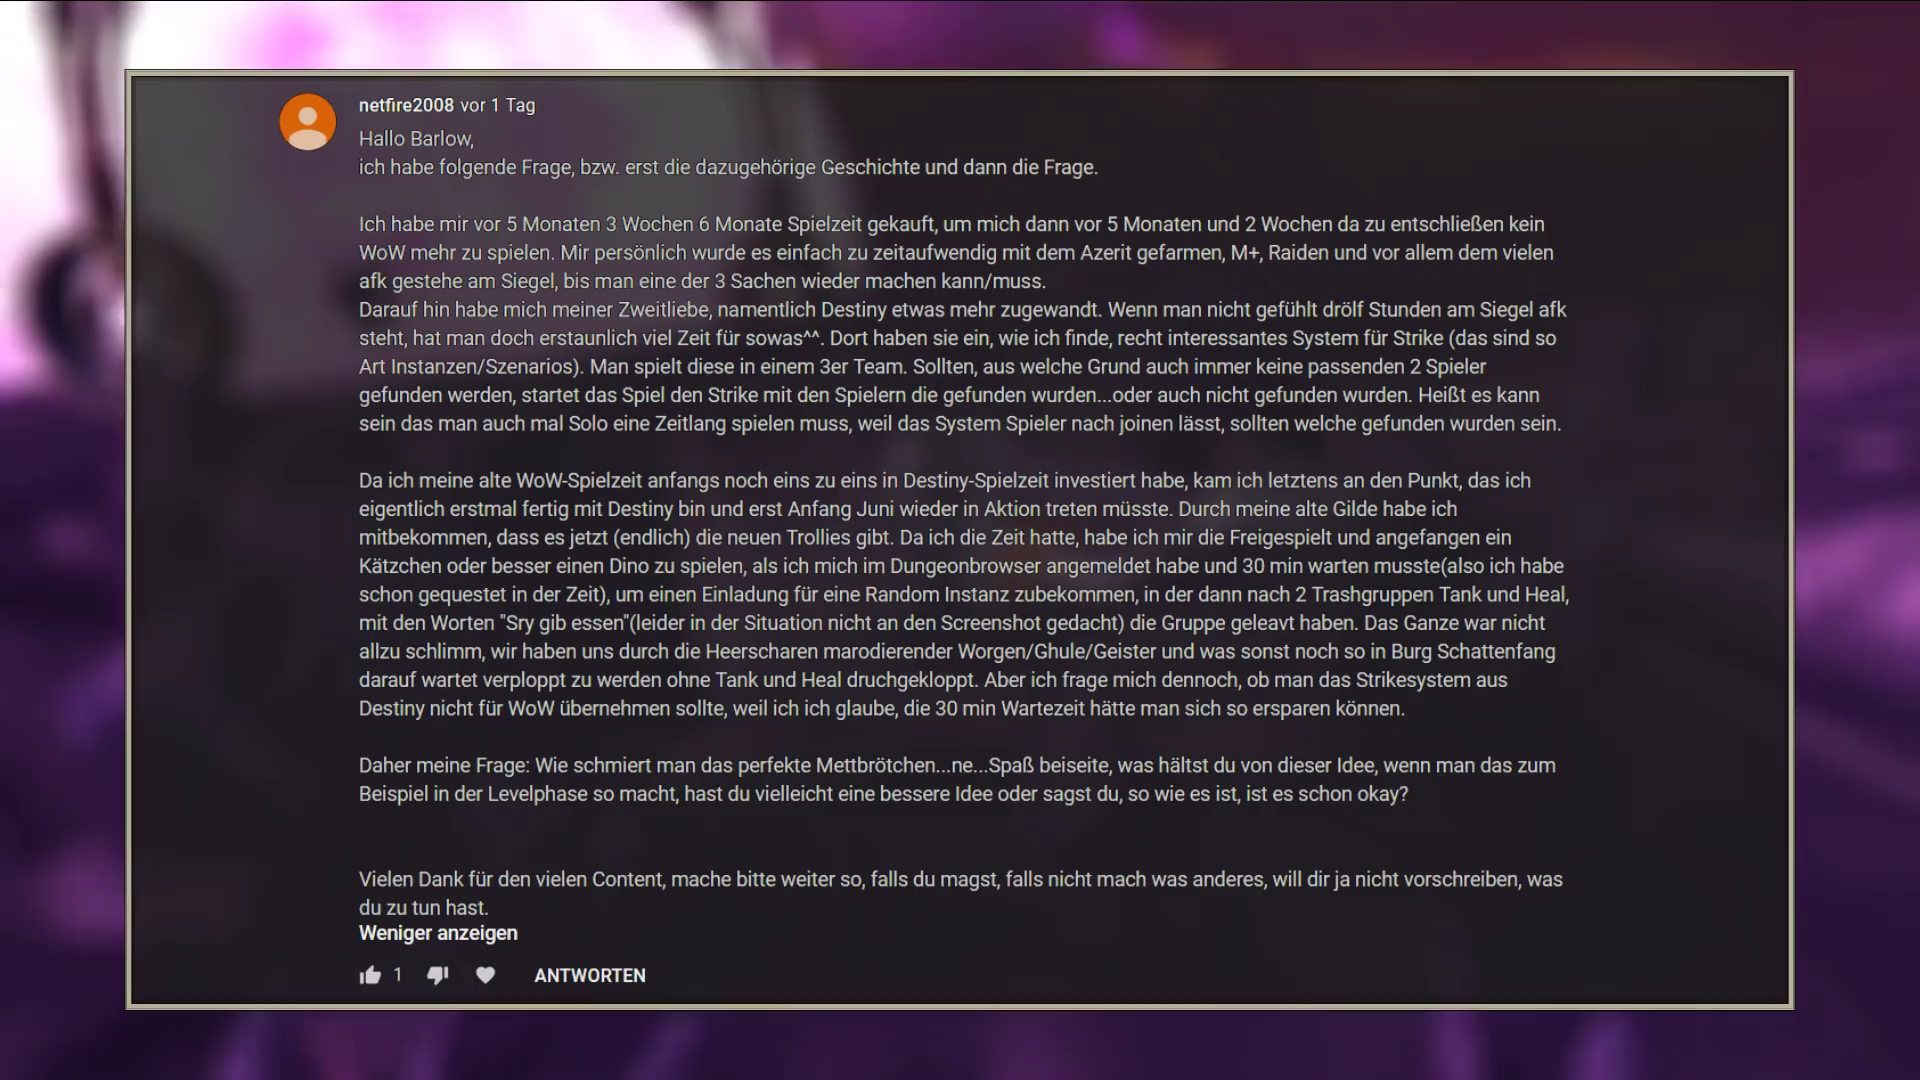 netfire2008 vor 1 Tag
Hallo Barlow,
ich habe folgende Frage, bzw. erst die dazugehörige Geschichte und dann die Frage.
Ich habe mir vor 5 Monaten 3 Wochen 6 Monate Spielzeit gekauft, um mich dann vor 5 Monaten und 2 Wochen da zu entschließen kein
WoW mehr zu spielen. Mir persönlich wurde es einfach zu zeitaufwendig mit dem Azerit gefarmen, M+, Raiden und vor allem dem vielen
afk gestehe am Siegel, bis man eine der 3 Sachen wieder machen kann/muss.
Darauf hin habe mich meiner Zweitliebe, namentlich Destiny etwas mehr zugewandt. Wenn man nicht gefühlt drölf Stunden am Siegel afk
steht, hat man doch erstaunlich viel Zeit für sowas^^. Dort haben sie ein, wie ich finde, recht interessantes System für Strike (das sind so
Art Instanzen/Szenarios). Man spielt diese in einem 3er Team. Sollten, aus welche Grund auch immer keine passenden 2 Spieler
gefunden werden, startet das Spiel den Strike mit den Spielern die gefunden wurden...oder auch nicht gefunden wurden. Heißt es kann
sein das man auch mal Solo eine Zeitlang spielen muss, weil das System Spieler nach joinen lässt, sollten welche gefunden wurden sein.
Da ich meine alte WoW-Spielzeit anfangs noch eins zu eins in Destiny-Spielzeit investiert habe, kam ich letztens an den Punkt, das ich
eigentlich erstmal fertig mit Destiny bin und erst Anfang Juni wieder in Aktion treten müsste. Durch meine alte Gilde habe ich
mitbekommen, dass es jetzt (endlich) die neuen Trollies gibt. Da ich die Zeit hatte, habe ich mir die Freigespielt und angefangen ein
Kätzchen oder besser einen Dino zu spielen, als ich mich im Dungeonbrowser angemeldet habe und 30 min warten musste(also ich habe
schon gequestet in der Zeit), um einen Einladung für eine Random Instanz zubekommen, in der dann nach 2 Trashgruppen Tank und Heal,
mit den Worten "Sry gib essen"(leider in der Situation nicht an den Screenshot gedacht) die Gruppe geleavt haben. Das Ganze war nicht
allzu schlimm, wir haben uns durch die Heerscharen marodierender Worgen/Ghule/Geister und was sonst noch so in Burg Schattenfang
darauf wartet verploppt zu werden ohne Tank und Heal druchgekloppt. Aber ich frage mich dennoch, ob man das Strikesystem aus
Destiny nicht für WoW übernehmen sollte, weil ich ich glaube, die 30 min Wartezeit hätte man sich so ersparen können.
Daher meine Frage: Wie schmiert man das perfekte Mettbrötchen...ne...Spaß beiseite, was hältst du von dieser Idee, wenn man das zum
Beispiel in der Levelphase so macht, hast du vielleicht eine bessere Idee oder sagst du, so wie es ist, ist es schon okay?
Vielen Dank für den vielen Content, mache bitte weiter so, falls du magst, falls nicht mach was anderes, will dir ja nicht vorschreiben, was
du zu tun hast.
Weniger anzeigen
1 ANTWORTEN